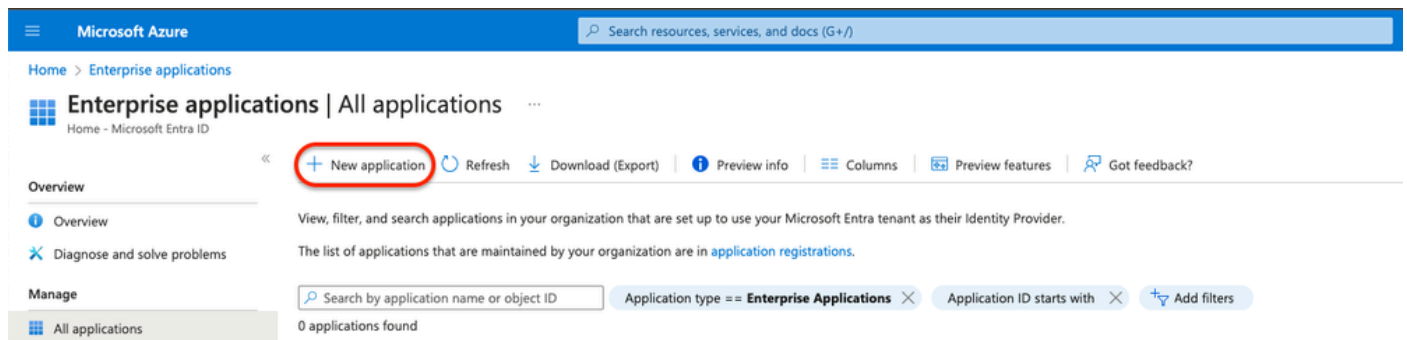 Microsoft Azure
Search resources, services, and docs (G+/)
Home > Enterprise applications
Enterprise applications | All applications ...
Home - Microsoft Entra ID
«
+ New application Refresh Download (Export) Preview info Columns Preview features Got feedback?
Overview
Overview
Diagnose and solve problems
Manage
All applications
View, filter, and search applications in your organization that are set up to use your Microsoft Entra tenant as their Identity Provider.
The list of applications that are maintained by your organization are in application registrations.
Search by application name or object ID Application type == Enterprise Applications × Application ID starts with × Add filters
0 applications found